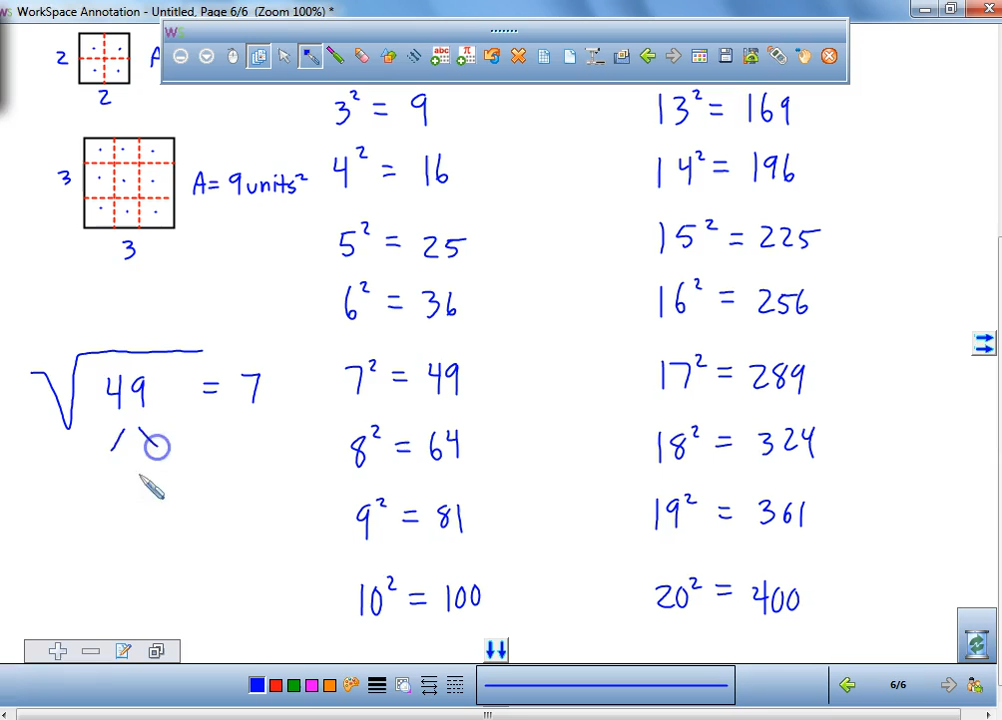 WorkSpace Annotation - Untitled, Page 6/6 (Zoom 100%) *
WS
abc
π
2
A
2
3
A = 9 units²
3
√49 = 7
3² = 9
4² = 16
5² = 25
6² = 36
7² = 49
8² = 64
9² = 81
10² = 100
13² = 169
14² = 196
15² = 225
16² = 256
17² = 289
18² = 324
19² = 361
20² = 400
6/6